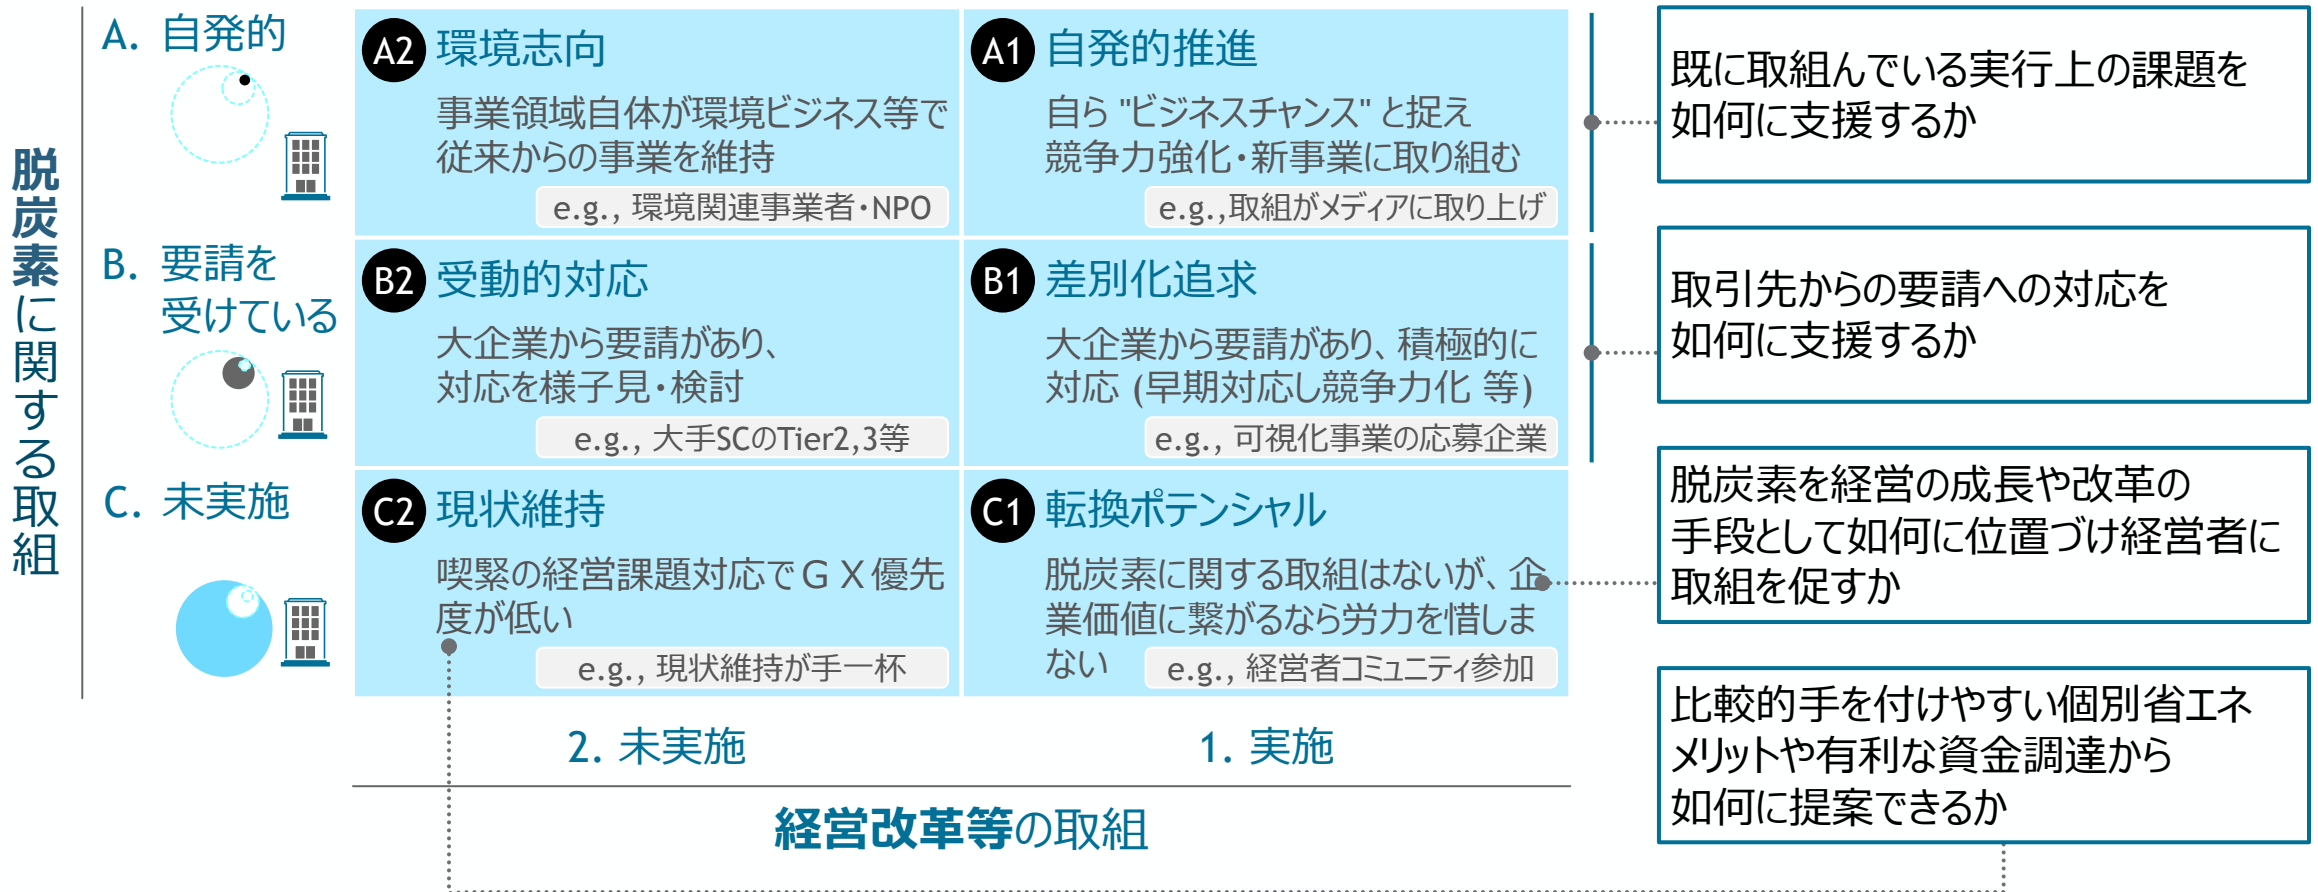 脱炭素に関する取組
A. 自発的
A2 環境志向
事業領域自体が環境ビジネス等で
従来からの事業を維持
e.g., 環境関連事業者・NPO
A1 自発的推進
自ら "ビジネスチャンス" と捉え
競争力強化・新事業に取り組む
e.g.,取組がメディアに取り上げ
既に取組んでいる実行上の課題を
如何に支援するか
B. 要請を
受けている
B2 受動的対応
大企業から要請があり、
対応を様子見・検討
e.g., 大手SCのTier2,3等
B1 差別化追求
大企業から要請があり、積極的に
対応 (早期対応し競争力化 等)
e.g., 可視化事業の応募企業
取引先からの要請への対応を
如何に支援するか
C. 未実施
C2 現状維持
喫緊の経営課題対応でＧＸ優先
度が低い
e.g., 現状維持が手一杯
C1 転換ポテンシャル
脱炭素に関する取組はないが、企
業価値に繋がるなら労力を惜しま
ない
e.g., 経営者コミュニティ参加
脱炭素を経営の成長や改革の
手段として如何に位置づけ経営者に
取組を促すか
比較的手を付けやすい個別省エネ
メリットや有利な資金調達から
如何に提案できるか
2. 未実施
1. 実施
経営改革等の取組